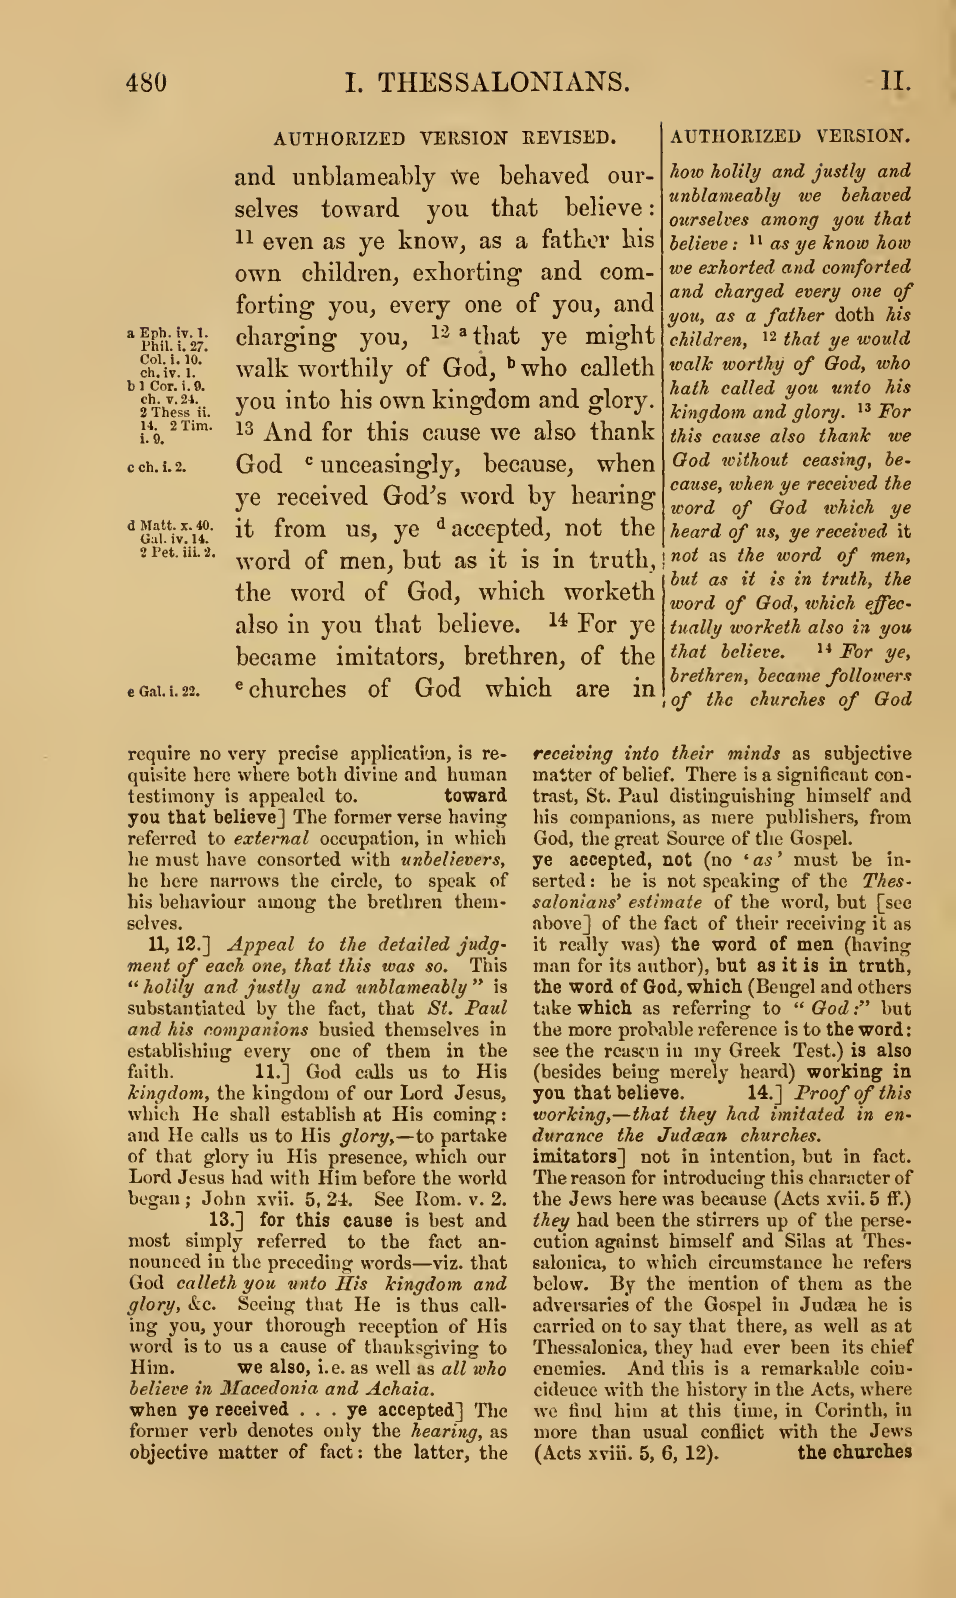 480 I. THESSALONIANS. II.
AUTHORIZED VERSION REVISED.
and unblameably we behaved our-
selves toward you that believe:
11 even as ye know, as a father his
own children, exhorting and com-
forting you, every one of you, and
charging you, 12 a that ye might
walk worthily of God, b who calleth
you into his own kingdom and glory.
13 And for this cause we also thank
God c unceasingly, because, when
ye received God's word by hearing
it from us, ye d accepted, not the
word of men, but as it is in truth,
the word of God, which worketh
also in you that believe. 14 For ye
became imitators, brethren, of the
e churches of God which are in
a Eph. iv. 1.
Phil. i. 27.
Col. i. 10.
ch. iv. 1.
b 1 Cor. i. 9.
ch. v. 24.
2 Thess ii.
14. 2 Tim.
i. 9.
c ch. i. 2.
d Matt. x. 40.
Gal. iv. 14.
2 Pet. iii. 2.
e Gal. i. 22.
AUTHORIZED VERSION.
how holily and justly and
unblameably we behaved
ourselves among you that
believe: 11 as ye know how
we exhorted and comforted
and charged every one of
you, as a father doth his
children, 12 that ye would
walk worthy of God, who
hath called you unto his
kingdom and glory. 13 For
this cause also thank we
God without ceasing, be-
cause, when ye received the
word of God which ye
heard of us, ye received it
not as the word of men,
but as it is in truth, the
word of God, which effec-
tually worketh also in you
that believe. 14 For ye,
brethren, became followers
of the churches of God
require no very precise application, is re-
quisite here where both divine and human
testimony is appealed to. toward
you that believe] The former verse having
referred to external occupation, in which
he must have consorted with unbelievers,
he here narrows the circle, to speak of
his behaviour among the brethren them-
selves.
11, 12.] Appeal to the detailed judg-
ment of each one, that this was so. This
"holily and justly and unblameably" is
substantiated by the fact, that St. Paul
and his companions busied themselves in
establishing every one of them in the
faith. 11.] God calls us to His
kingdom, the kingdom of our Lord Jesus,
which He shall establish at His coming:
and He calls us to His glory,—to partake
of that glory in His presence, which our
Lord Jesus had with Him before the world
began; John xvii. 5, 24. See Rom. v. 2.
13.] for this cause is best and
most simply referred to the fact an-
nounced in the preceding words—viz. that
God calleth you unto His kingdom and
glory, &c. Seeing that He is thus call-
ing you, your thorough reception of His
word is to us a cause of thanksgiving to
Him. we also, i.e. as well as all who
believe in Macedonia and Achaia.
when ye received . . . ye accepted] The
former verb denotes only the hearing, as
objective matter of fact: the latter, the
receiving into their minds as subjective
matter of belief. There is a significant con-
trast, St. Paul distinguishing himself and
his companions, as mere publishers, from
God, the great Source of the Gospel.
ye accepted, not (no 'as' must be in-
serted: he is not speaking of the Thes-
salonians' estimate of the word, but [see
above] of the fact of their receiving it as
it really was) the word of men (having
man for its author), but as it is in truth,
the word of God, which (Bengel and others
take which as referring to "God:" but
the more probable reference is to the word:
see the reason in my Greek Test.) is also
(besides being merely heard) working in
you that believe. 14.] Proof of this
working,—that they had imitated in en-
durance the Judæan churches.
imitators] not in intention, but in fact.
The reason for introducing this character of
the Jews here was because (Acts xvii. 5 ff.)
they had been the stirrers up of the perse-
cution against himself and Silas at Thes-
salonica, to which circumstance he refers
below. By the mention of them as the
adversaries of the Gospel in Judæa he is
carried on to say that there, as well as at
Thessalonica, they had ever been its chief
enemies. And this is a remarkable coin-
cidence with the history in the Acts, where
we find him at this time, in Corinth, in
more than usual conflict with the Jews
(Acts xviii. 5, 6, 12). the churches